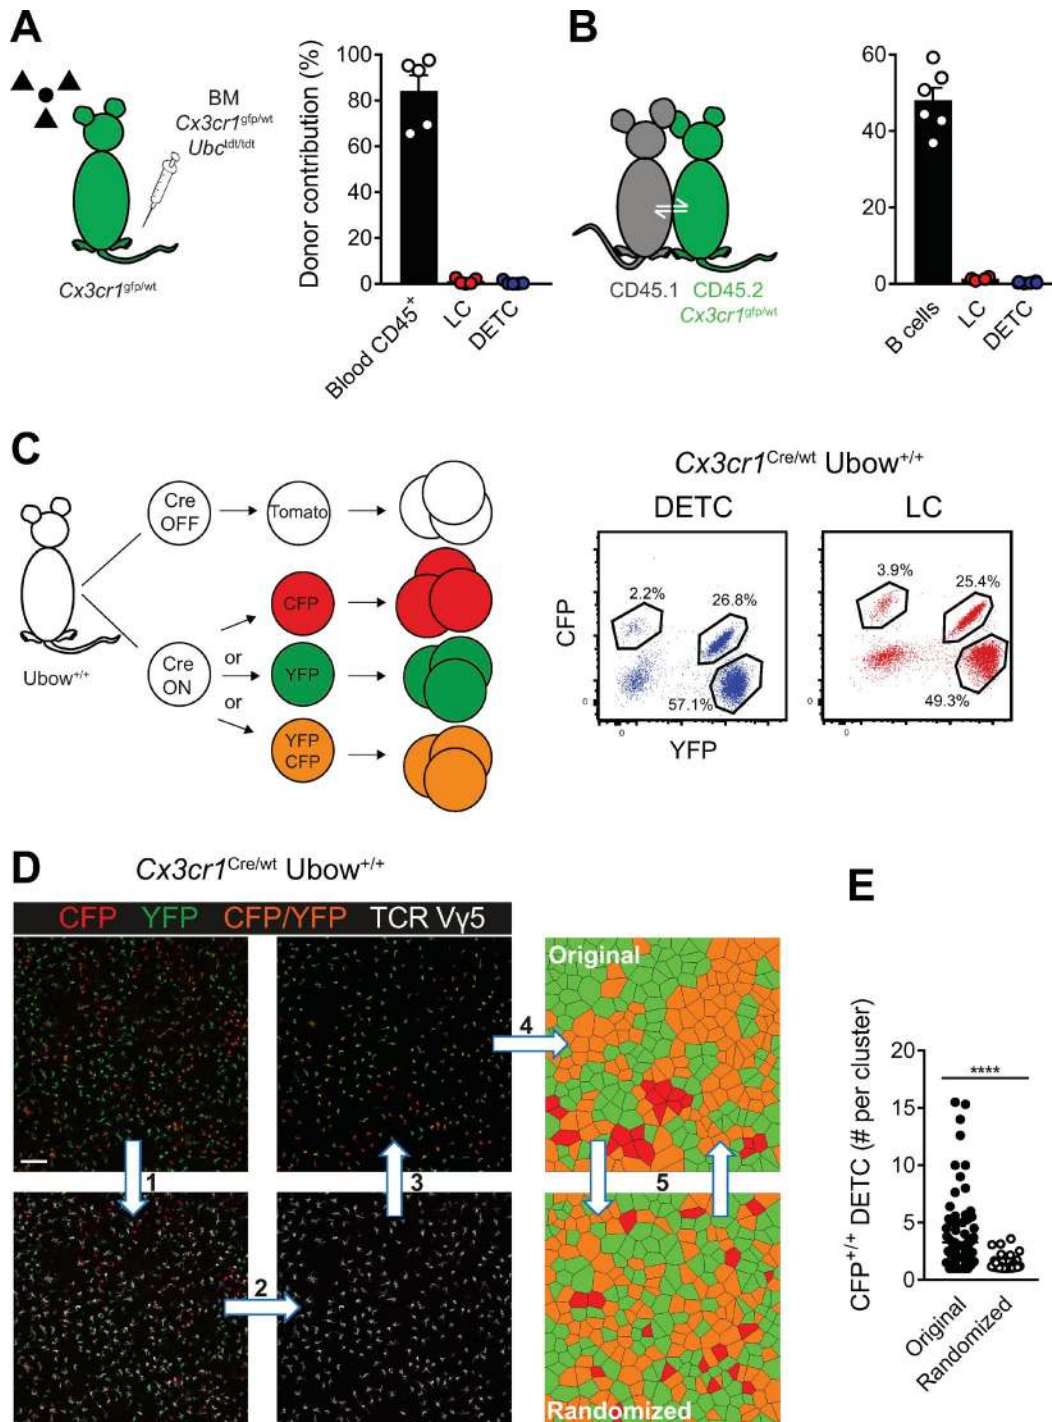 A
BM
Cx3cr1gfp/wt
Ubctdt/tdt
Cx3cr1gfp/wt
Donor contribution (%)
100
80
60
40
20
0
Blood CD45+
LC
DETC
B
CD45.1
CD45.2
Cx3cr1gfp/wt
60
40
20
0
B cells
LC
DETC
C
Ubow+/+
Cre
OFF
Tomato
Cre
ON
or
or
CFP
YFP
YFP
CFP
Cx3cr1Cre/wt Ubow+/+
DETC
LC
CFP
2.2%
26.8%
57.1%
3.9%
25.4%
49.3%
0
0
0
0
YFP
D
Cx3cr1Cre/wt Ubow+/+
CFP YFP CFP/YFP TCR Vγ5
Original
1
2
3
4
5
Randomized
E
CFP+/+ DETC (# per cluster)
20
15
10
5
0
****
Original
Randomized